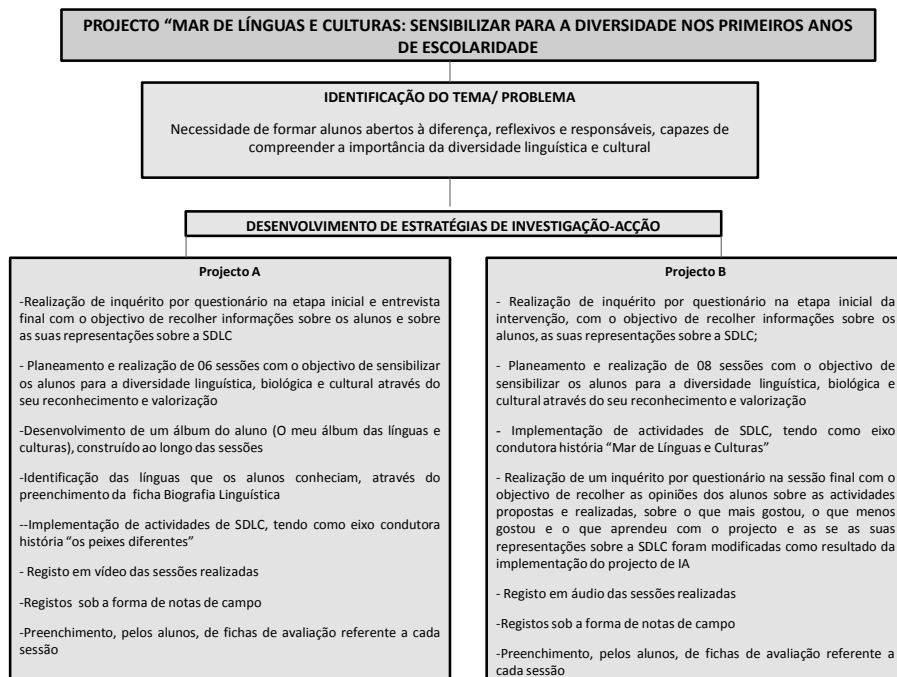 PROJECTO “MAR DE LÍNGUAS E CULTURAS: SENSIBILIZAR PARA A DIVERSIDADE NOS PRIMEIROS ANOS
DE ESCOLARIDADE
IDENTIFICAÇÃO DO TEMA/ PROBLEMA
Necessidade de formar alunos abertos à diferença, reflexivos e responsáveis, capazes de
compreender a importância da diversidade linguística e cultural
DESENVOLVIMENTO DE ESTRATÉGIAS DE INVESTIGAÇÃO-ACÇÃO
Projecto A
-Realização de inquérito por questionário na etapa inicial e entrevista
final com o objectivo de recolher informações sobre os alunos e sobre
as suas representações sobre a SDLC
- Planeamento e realização de 06 sessões com o objectivo de sensibilizar
os alunos para a diversidade linguística, biológica e cultural através do
seu reconhecimento e valorização
-Desenvolvimento de um álbum do aluno (O meu álbum das línguas e
culturas), construído ao longo das sessões
-Identificação das línguas que os alunos conheciam, através do
preenchimento da ficha Biografia Linguística
--Implementação de actividades de SDLC, tendo como eixo condutora
história “os peixes diferentes”
- Registo em vídeo das sessões realizadas
-Registos sob a forma de notas de campo
-Preenchimento, pelos alunos, de fichas de avaliação referente a cada
sessão
Projecto B
- Realização de inquérito por questionário na etapa inicial da
intervenção, com o objectivo de recolher informações sobre os
alunos, as suas representações sobre a SDLC;
- Planeamento e realização de 08 sessões com o objectivo de
sensibilizar os alunos para a diversidade linguística, biológica e
cultural através do seu reconhecimento e valorização
- Implementação de actividades de SDLC, tendo como eixo
condutora história “Mar de Línguas e Culturas”
- Realização de um inquérito por questionário na sessão final com o
objectivo de recolher as opiniões dos alunos sobre as actividades
propostas e realizadas, sobre o que mais gostou, o que menos
gostou e o que aprendeu com o projecto e as se as suas
representações sobre a SDLC foram modificadas como resultado da
implementação do projecto de IA
- Registo em áudio das sessões realizadas
-Registos sob a forma de notas de campo
-Preenchimento, pelos alunos, de fichas de avaliação referente a
cada sessão